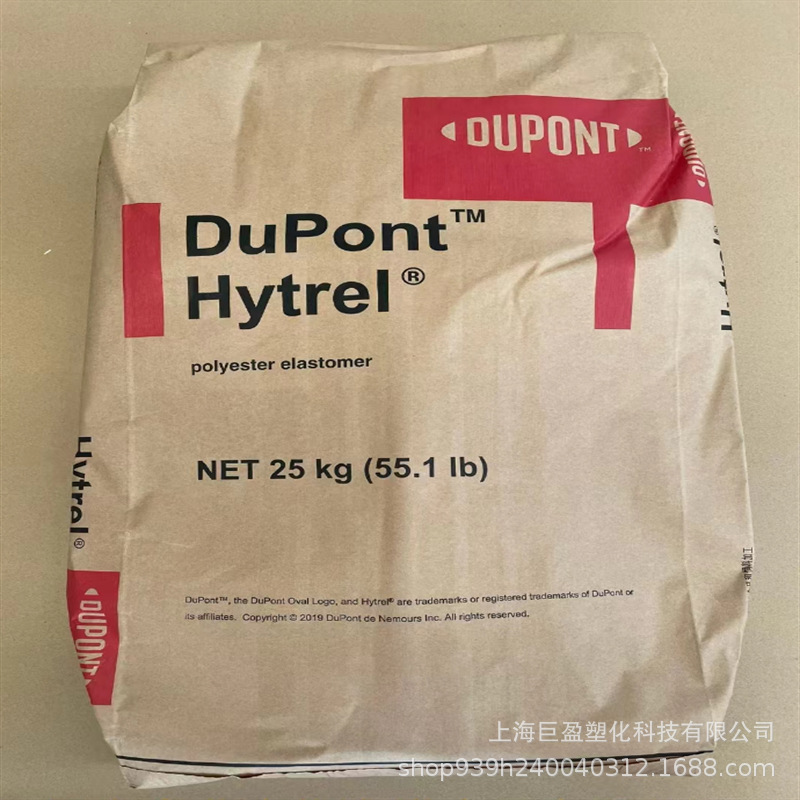 DUPONT™
DUPONT
DuPont™
Hytrel®
polyester elastomer
NET 25 kg (55.1 lb)
Hytrel®
DUPONT
DuPont™, the DuPont Oval Logo, and Hytrel® are trademarks or registered trademarks of DuPont or
its affiliates. Copyright © 2019 DuPont de Nemours Inc. All rights reserved.
上海巨盈塑化科技有限公司
shop939h240040312.1688.com